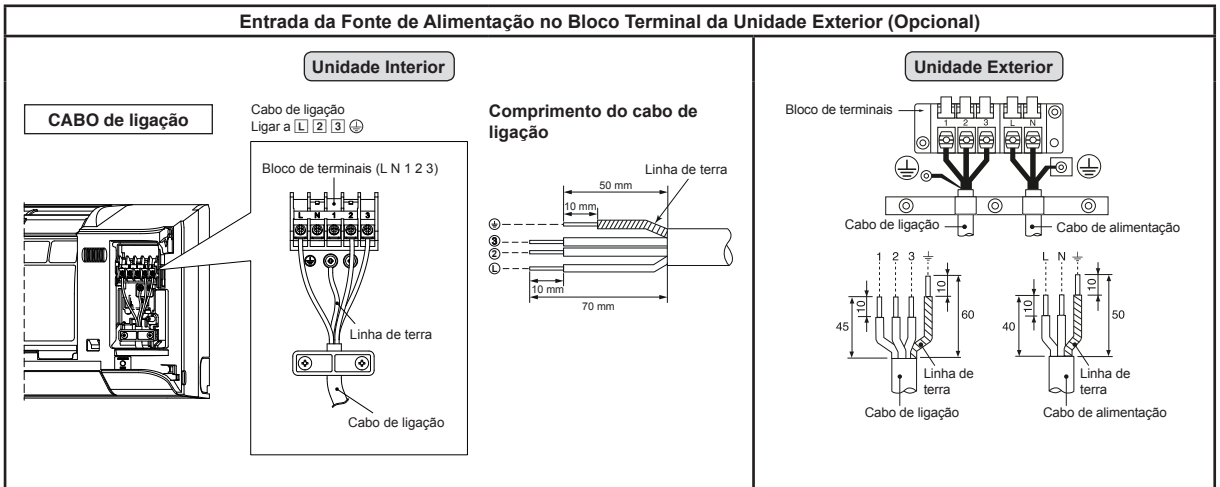 Entrada da Fonte de Alimentação no Bloco Terminal da Unidade Exterior (Opcional)
Unidade Interior
CABO de ligação
Cabo de ligação
Ligar a L 2 3 ⏚
Bloco de terminais (L N 1 2 3)
L N 1 2 3
Linha de terra
Cabo de ligação
Comprimento do cabo de
ligação
Linha de terra
50 mm
10 mm
⏚
3
2
L
10 mm
70 mm
Unidade Exterior
Bloco de terminais
1 2 3 L N
Cabo de ligação
Cabo de alimentação
1 2 3
10
10
45
60
Linha de
terra
Cabo de ligação
L N
10
10
40
50
Linha de
terra
Cabo de alimentação